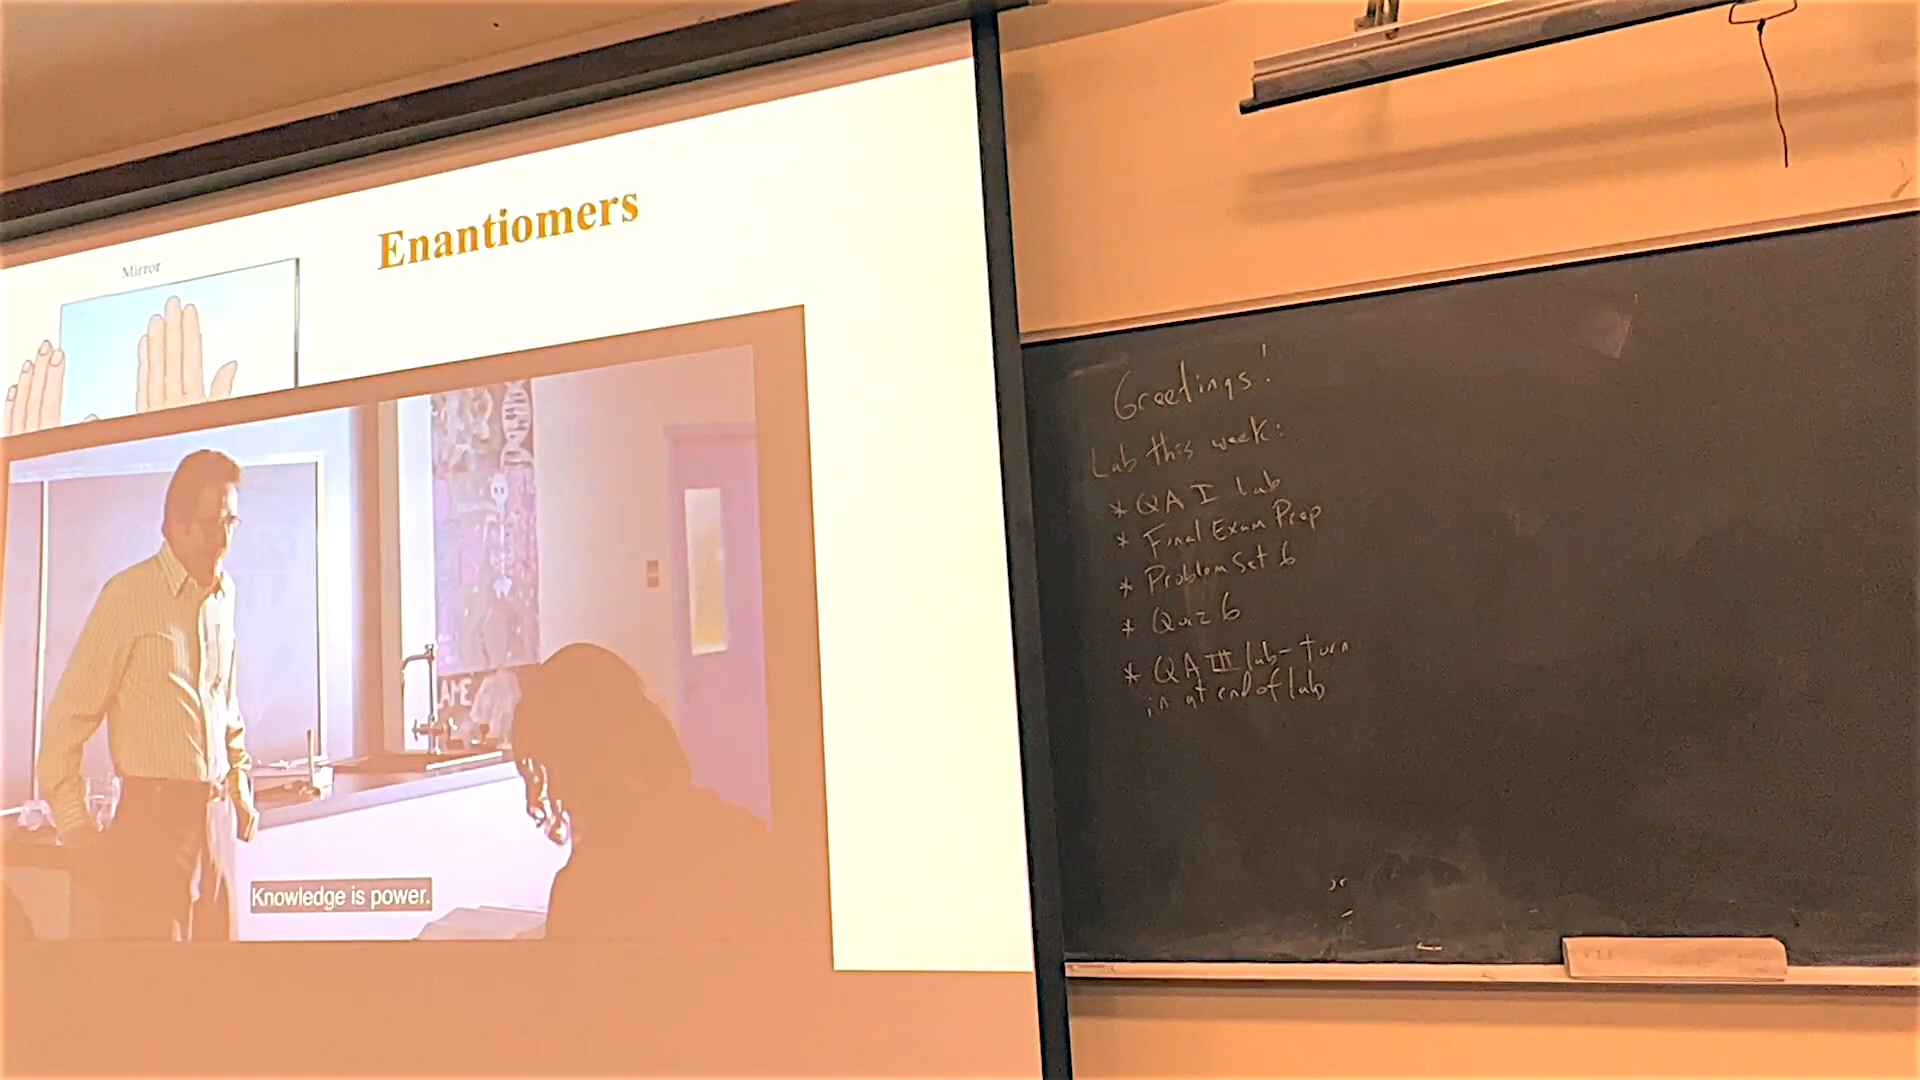 Enantiomers
Mirror
LAME
Knowledge is power.
Greetings!
Lab this week:
* QA I lab
* Final Exam Prep
* Problem Set 6
* Quiz 6
* QA III lab - turn
in at end of lab